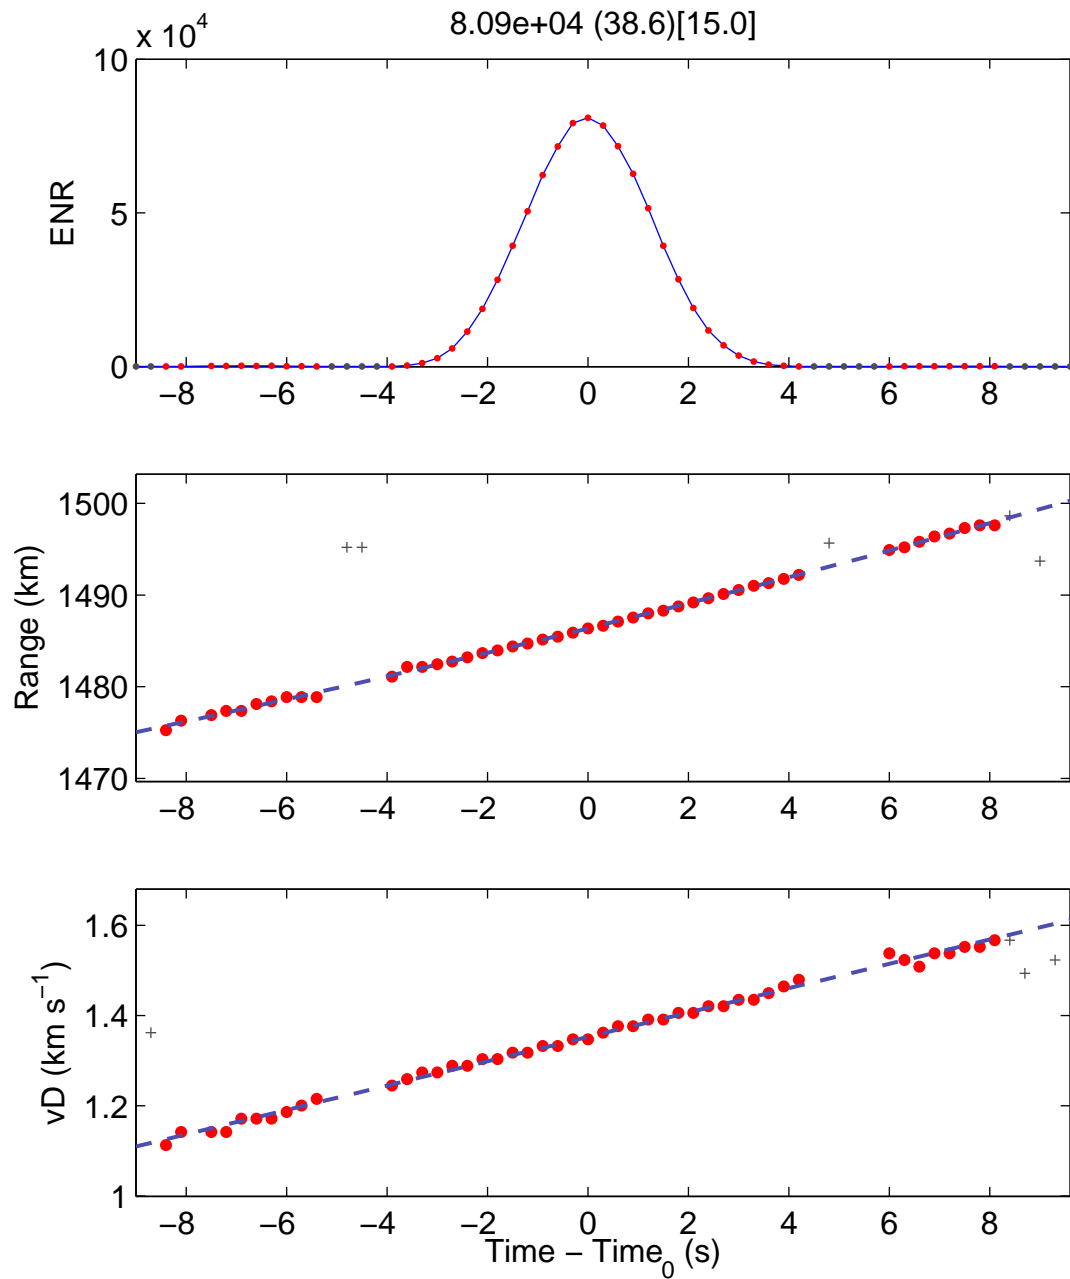 8.09e+04 (38.6)[15.0]
x 10^4
10
5
0
ENR
−8 −6 −4 −2 0 2 4 6 8
1500
1490
1480
1470
Range (km)
−8 −6 −4 −2 0 2 4 6 8
1.6
1.4
1.2
1
vD (km s^−1)
−8 −6 −4 −2 0 2 4 6 8
Time − Time_0 (s)